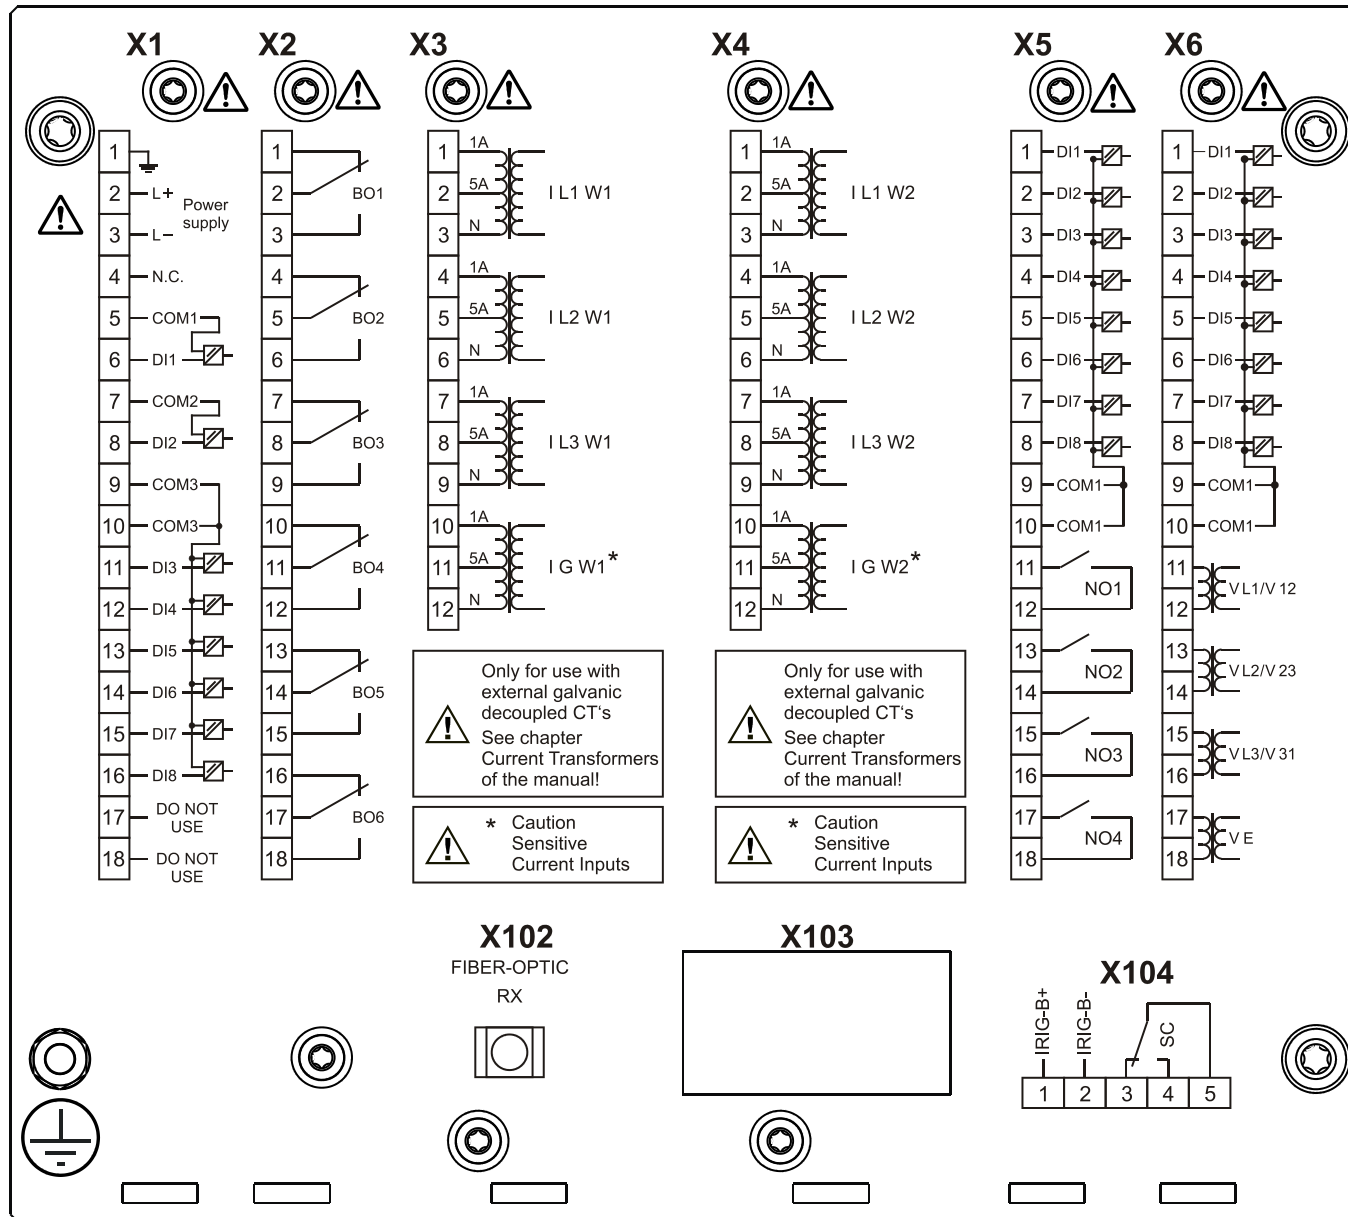 X1
1
2 L+
Power
supply
3 L−
4 N.C.
5 COM1
6 DI1
7 COM2
8 DI2
9 COM3
10 COM3
11 DI3
12 DI4
13 DI5
14 DI6
15 DI7
16 DI8
17 DO NOT
USE
18 DO NOT
USE
X2
1
2 BO1
3
4
5 BO2
6
7
8 BO3
9
10
11 BO4
12
13
14 BO5
15
16
17 BO6
18
X3
1 1A
2 5A I L1 W1
3 N
4 1A
5 5A I L2 W1
6 N
7 1A
8 5A I L3 W1
9 N
10 1A
11 5A I G W1*
12 N
Only for use with
external galvanic
decoupled CT‘s
See chapter
Current Transformers
of the manual!
* Caution
Sensitive
Current Inputs
X4
1 1A
2 5A I L1 W2
3 N
4 1A
5 5A I L2 W2
6 N
7 1A
8 5A I L3 W2
9 N
10 1A
11 5A I G W2*
12 N
Only for use with
external galvanic
decoupled CT‘s
See chapter
Current Transformers
of the manual!
* Caution
Sensitive
Current Inputs
X5
1 DI1
2 DI2
3 DI3
4 DI4
5 DI5
6 DI6
7 DI7
8 DI8
9 COM1
10 COM1
11
NO1
12
13
NO2
14
15
NO3
16
17
NO4
18
X6
1 DI1
2 DI2
3 DI3
4 DI4
5 DI5
6 DI6
7 DI7
8 DI8
9 COM1
10 COM1
11
V L1/V 12
12
13
V L2/V 23
14
15
V L3/V 31
16
17
V E
18
X102
FIBER-OPTIC
RX
X103
X104
IRIG-B+
IRIG-B-
SC
1 2 3 4 5